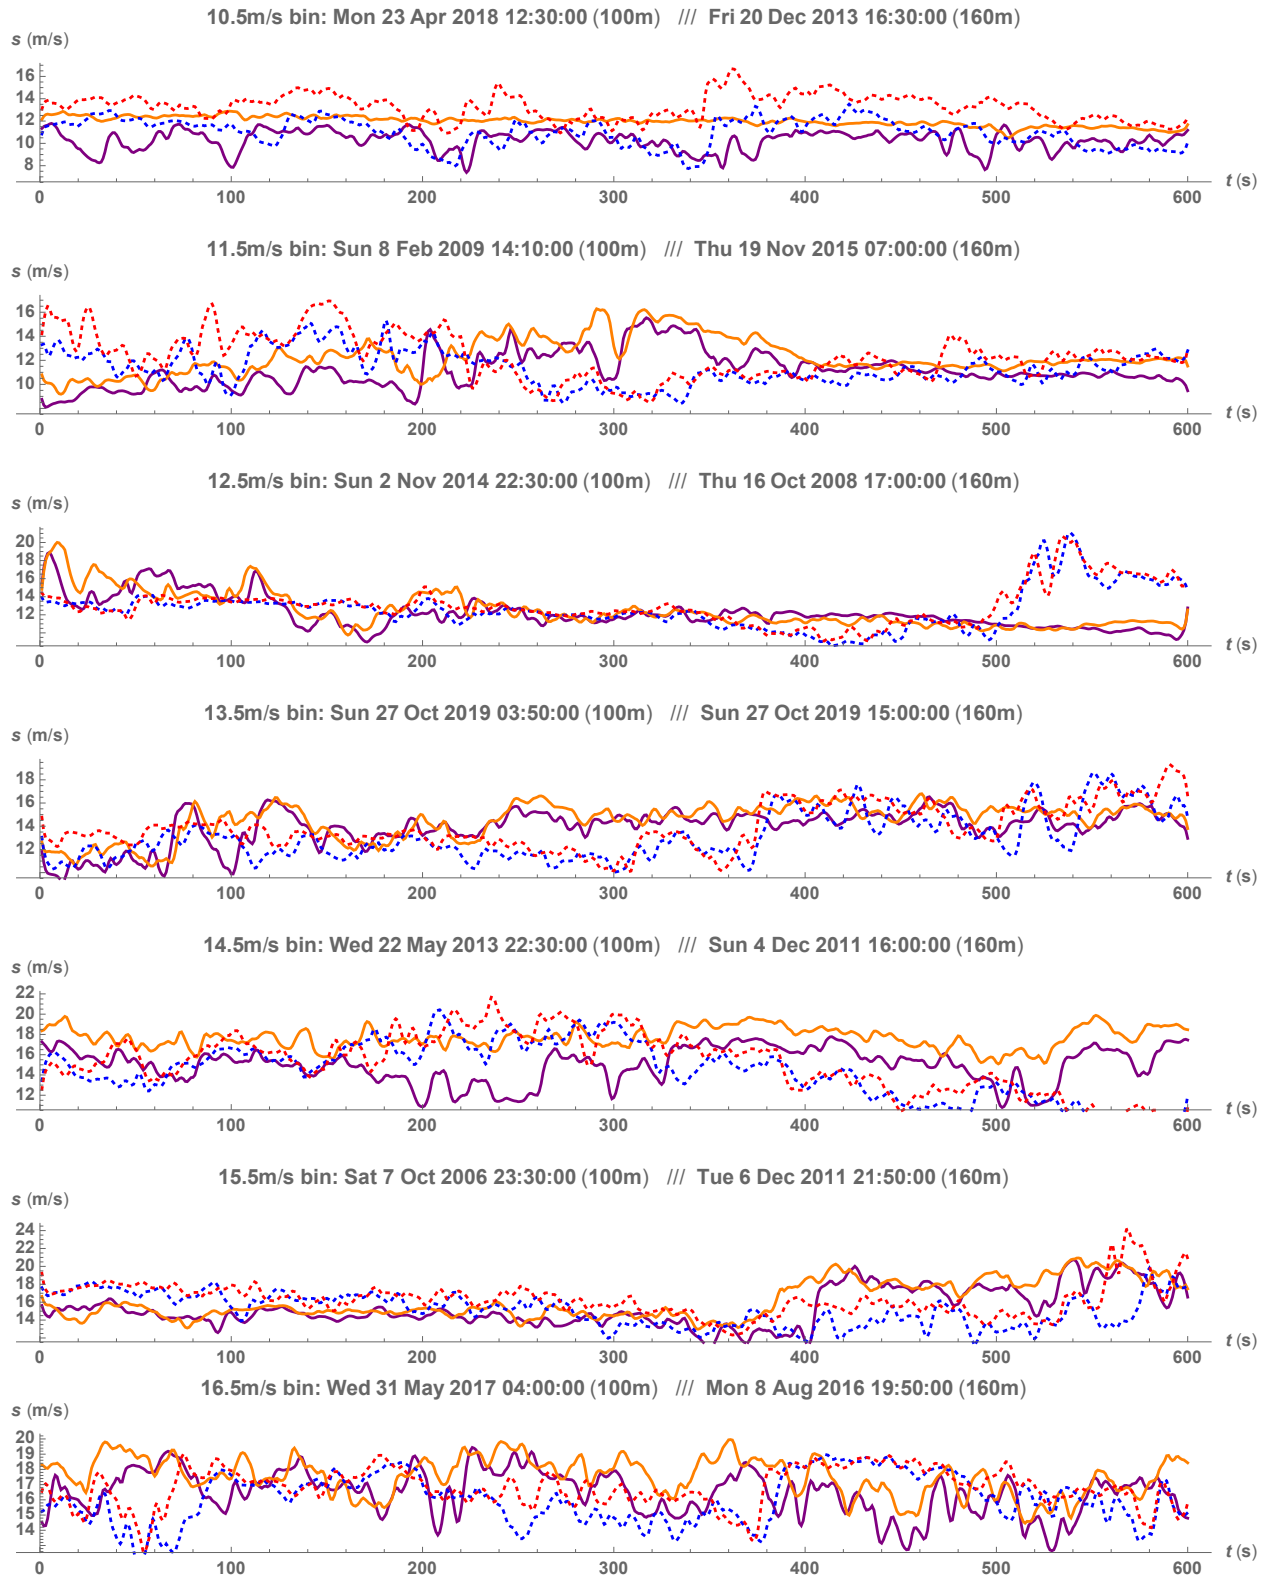 10.5m/s bin: Mon 23 Apr 2018 12:30:00 (100m) /// Fri 20 Dec 2013 16:30:00 (160m)
s (m/s)
16
14
12
10
8
0 100 200 300 400 500 600
t (s)
11.5m/s bin: Sun 8 Feb 2009 14:10:00 (100m) /// Thu 19 Nov 2015 07:00:00 (160m)
s (m/s)
16
14
12
10
0 100 200 300 400 500 600
t (s)
12.5m/s bin: Sun 2 Nov 2014 22:30:00 (100m) /// Thu 16 Oct 2008 17:00:00 (160m)
s (m/s)
20
18
16
14
12
0 100 200 300 400 500 600
t (s)
13.5m/s bin: Sun 27 Oct 2019 03:50:00 (100m) /// Sun 27 Oct 2019 15:00:00 (160m)
s (m/s)
18
16
14
12
0 100 200 300 400 500 600
t (s)
14.5m/s bin: Wed 22 May 2013 22:30:00 (100m) /// Sun 4 Dec 2011 16:00:00 (160m)
s (m/s)
22
20
18
16
14
12
0 100 200 300 400 500 600
t (s)
15.5m/s bin: Sat 7 Oct 2006 23:30:00 (100m) /// Tue 6 Dec 2011 21:50:00 (160m)
s (m/s)
24
22
20
18
16
14
0 100 200 300 400 500 600
t (s)
16.5m/s bin: Wed 31 May 2017 04:00:00 (100m) /// Mon 8 Aug 2016 19:50:00 (160m)
s (m/s)
20
19
18
17
16
15
14
0 100 200 300 400 500 600
t (s)